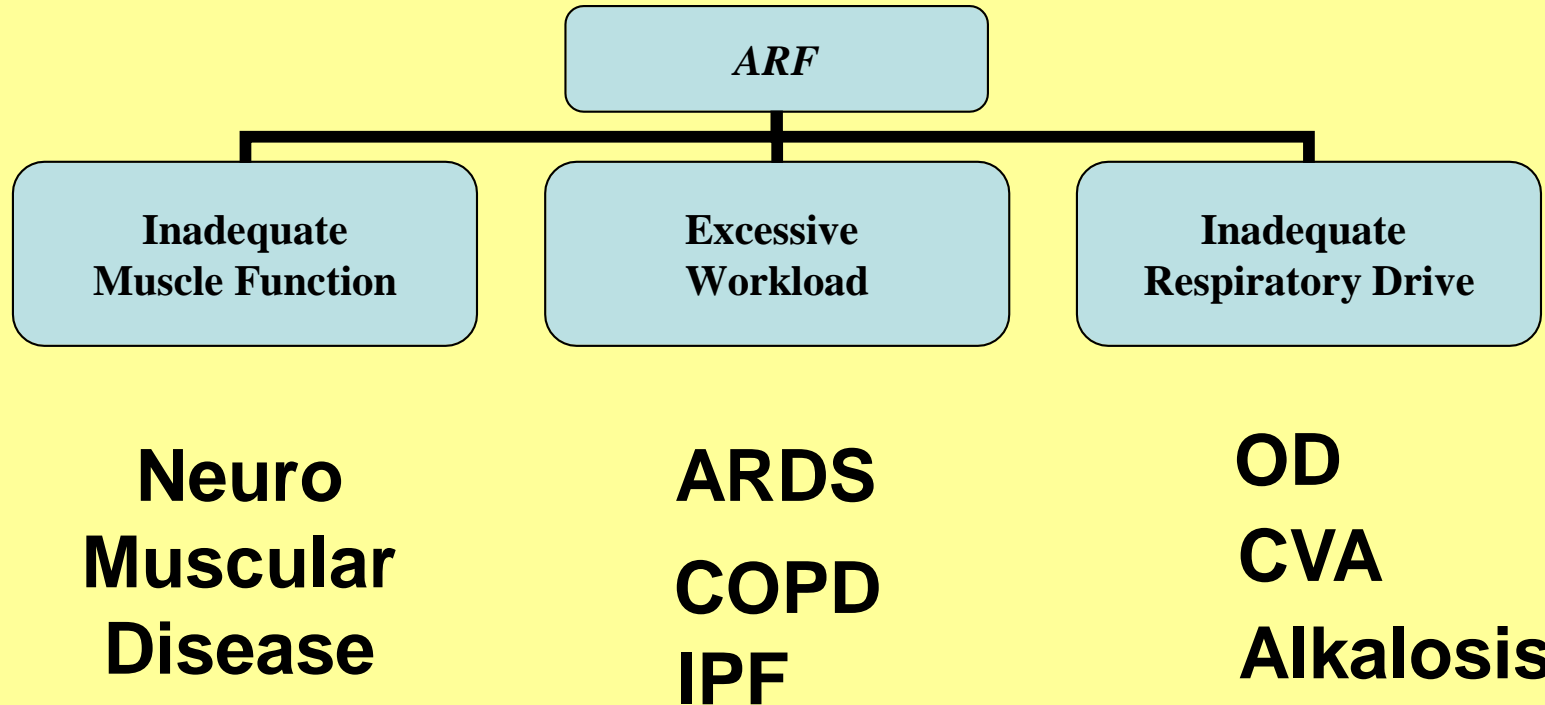 ARF
Inadequate
Muscle Function
Excessive
Workload
Inadequate
Respiratory Drive
Neuro
Muscular
Disease
ARDS
COPD
IPF
OD
CVA
Alkalosis